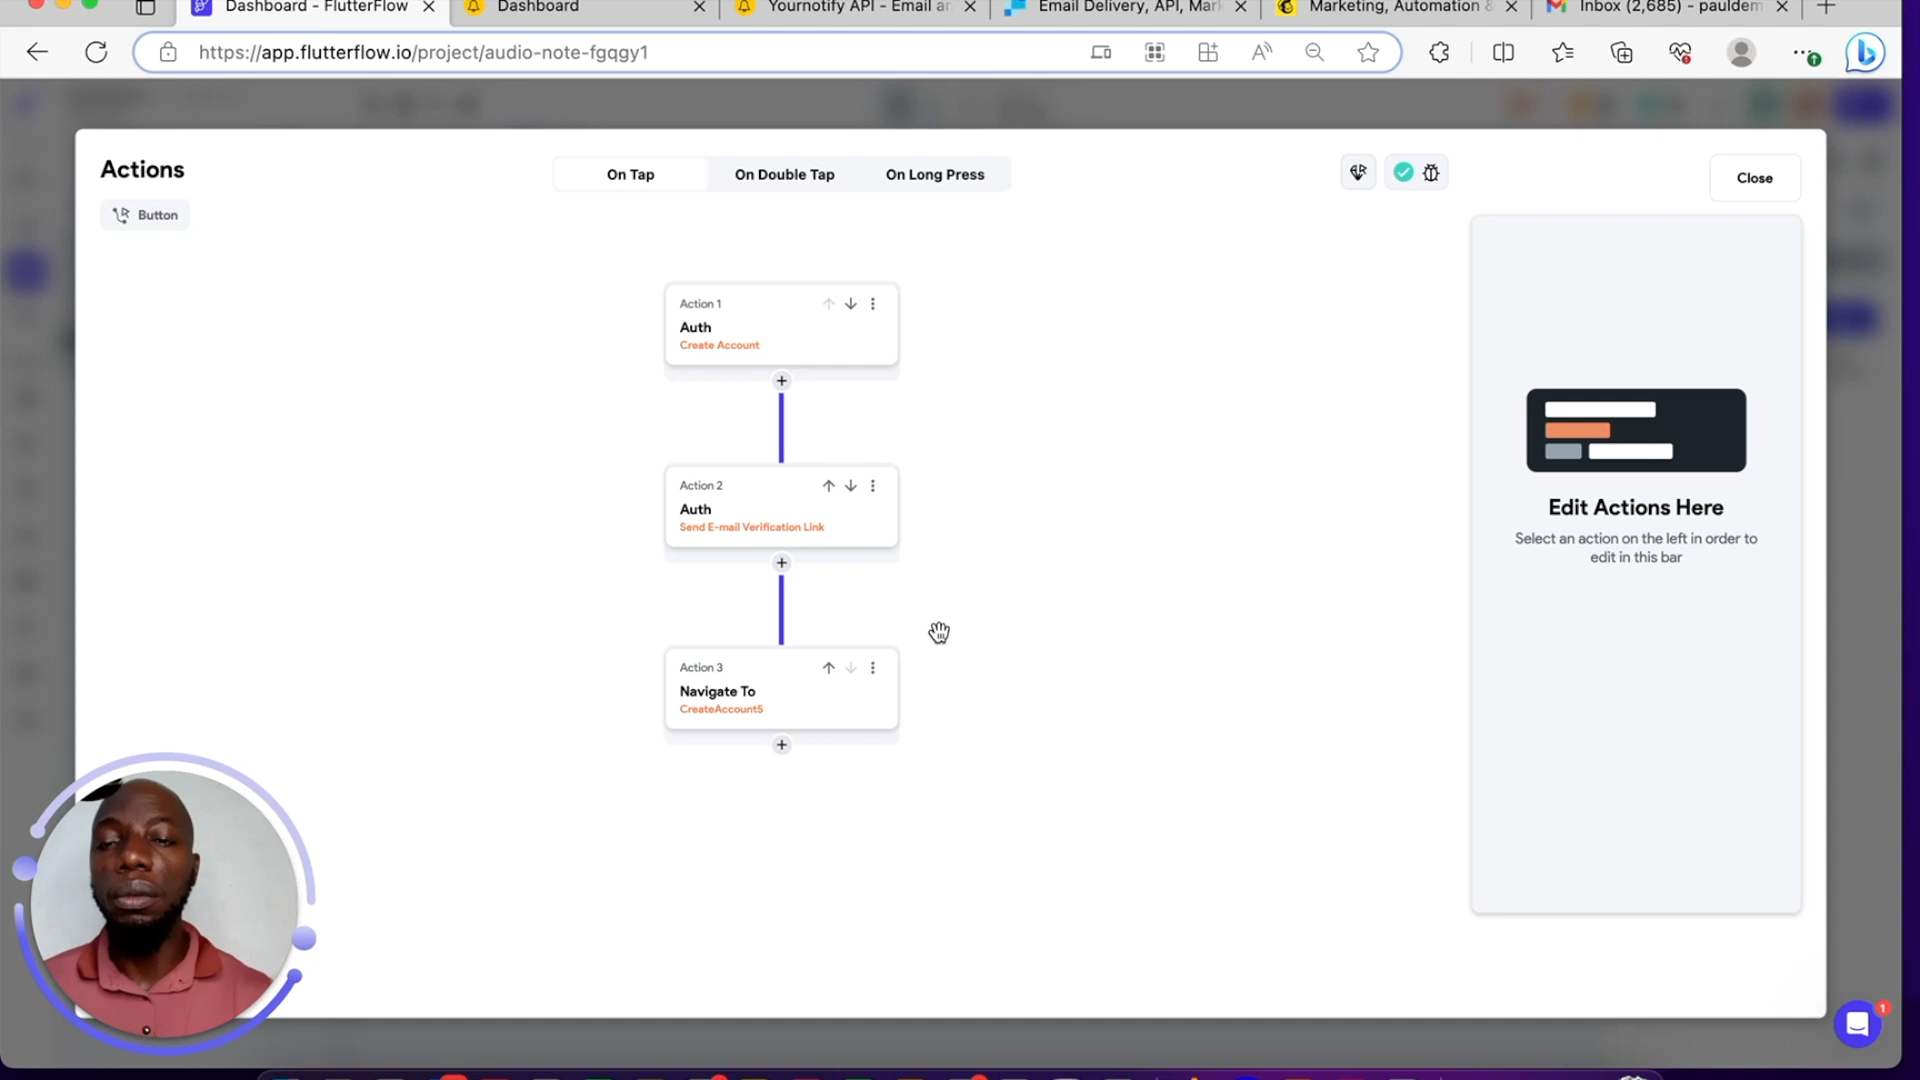 Dashboard - FlutterFlow
Dashboard
Yournotify API - Email an
Email Delivery, API, Mark
Marketing, Automation &
Inbox (2,685) - pauldem
https://app.flutterflow.io/project/audio-note-fgqgy1
Actions
On Tap
On Double Tap
On Long Press
Close
Button
Action 1
Auth
Create Account
Action 2
Auth
Send E-mail Verification Link
Action 3
Navigate To
CreateAccount5
Edit Actions Here
Select an action on the left in order to
edit in this bar
1